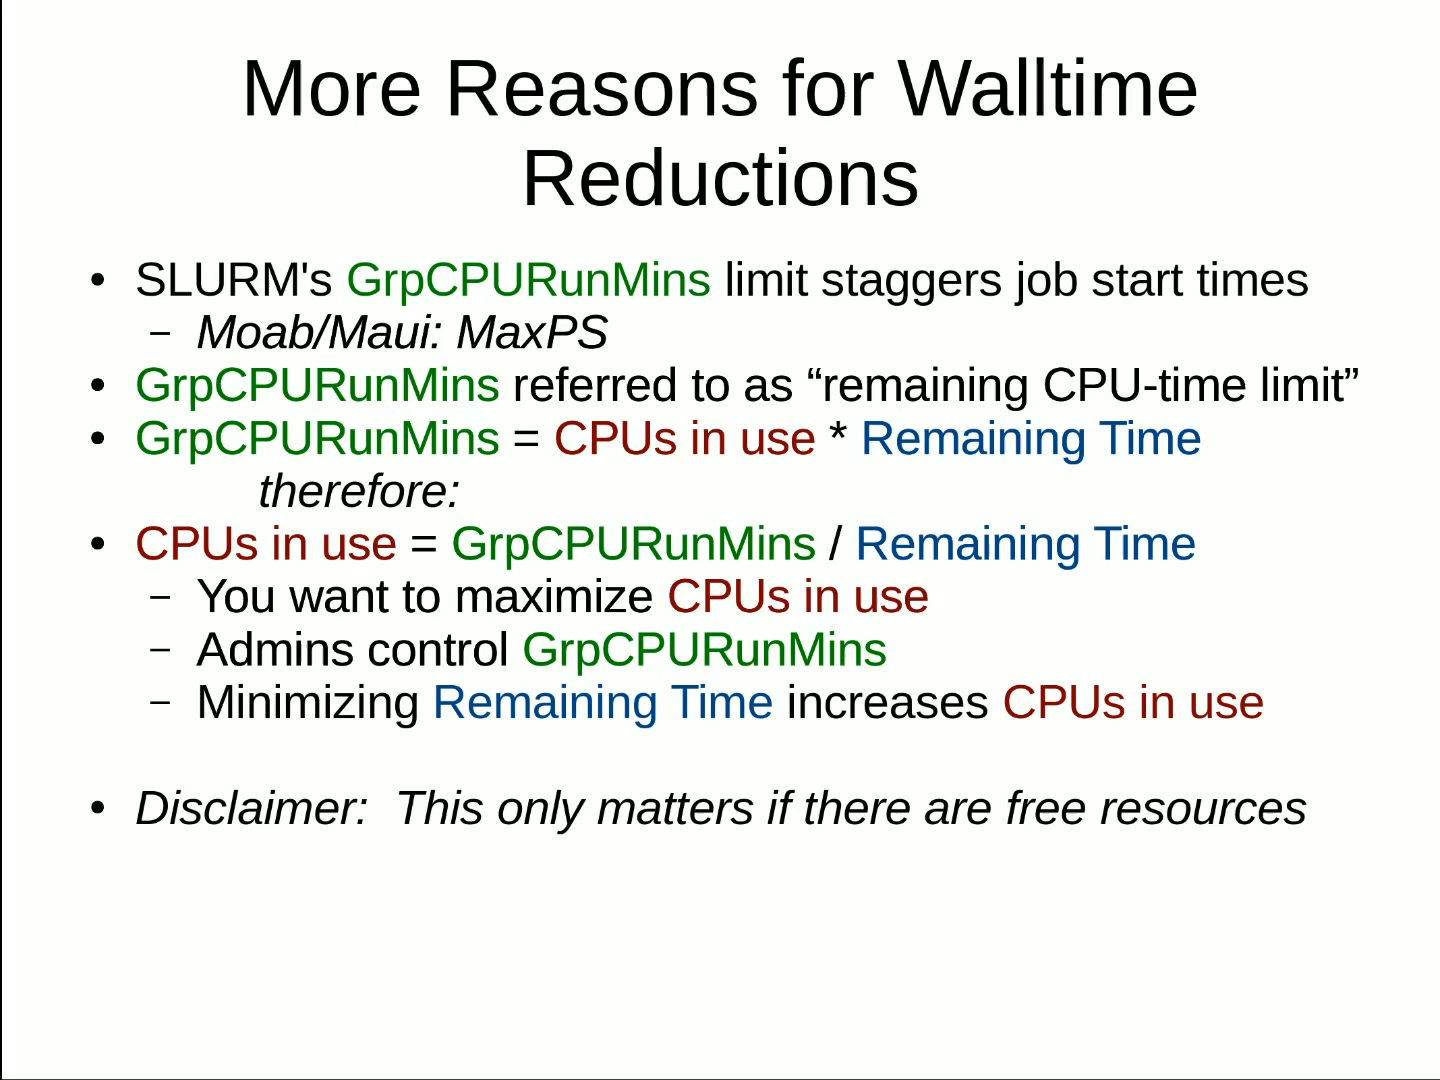 More Reasons for Walltime
Reductions
• SLURM's GrpCPURunMins limit staggers job start times
– Moab/Maui: MaxPS
• GrpCPURunMins referred to as “remaining CPU-time limit”
• GrpCPURunMins = CPUs in use * Remaining Time
therefore:
• CPUs in use = GrpCPURunMins / Remaining Time
– You want to maximize CPUs in use
– Admins control GrpCPURunMins
– Minimizing Remaining Time increases CPUs in use
• Disclaimer:  This only matters if there are free resources